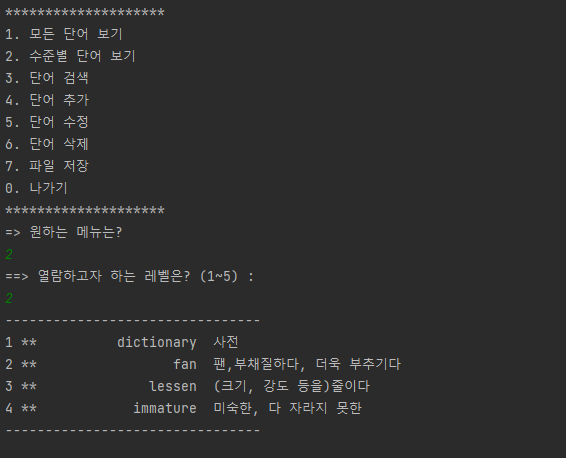 ********************
1. 모든 단어 보기
2. 수준별 단어 보기
3. 단어 검색
4. 단어 추가
5. 단어 수정
6. 단어 삭제
7. 파일 저장
0. 나가기
********************
=> 원하는 메뉴는?
2
==> 열람하고자 하는 레벨은? (1~5) :
2
--------------------------------
1 **          dictionary  사전
2 **                 fan  팬,부채질하다, 더욱 부추기다
3 **              lessen  (크기, 강도 등을)줄이다
4 **            immature  미숙한, 다 자라지 못한
--------------------------------